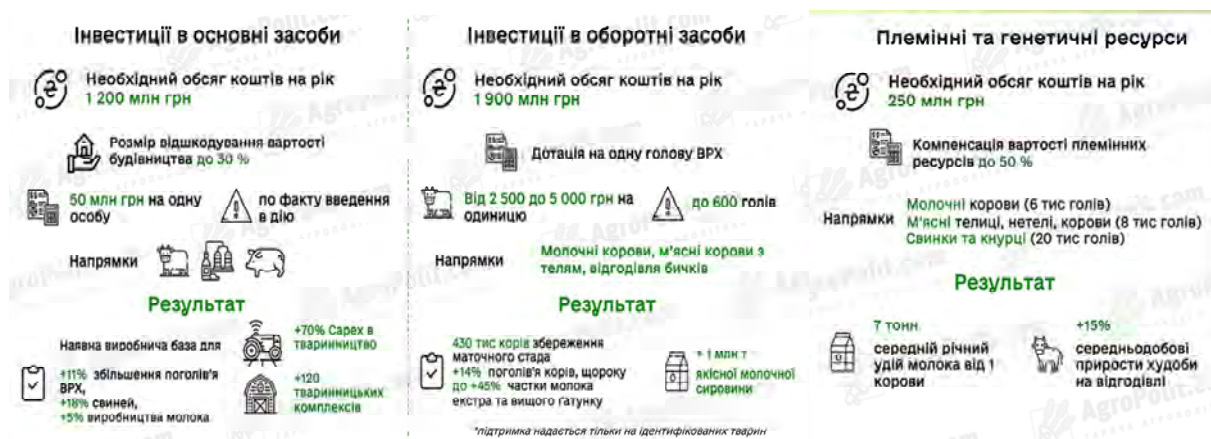 Інвестиції в основні засоби
Необхідний обсяг коштів на рік
1 200 млн грн
Розмір відшкодування вартості
будівництва до 30 %
50 млн грн на одну
особу
по факту введення
в дію
Напрямки
Результат
Наявна виробнича база для
+11% збільшення поголів'я
ВРХ,
+18% свиней,
+5% виробництва молока
+70% Capex в
тваринництво
+120
тваринницьких
комплексів
Інвестиції в оборотні засоби
Необхідний обсяг коштів на рік
1 900 млн грн
Дотація на одну голову ВРХ
Від 2 500 до 5 000 грн на
одиницю
до 600 голів
Напрямки
Молочні корови, м'ясні корови з
телям, відгодівля бичків
Результат
430 тис корів збереження
маточного стада
+14% поголів'я корів, щороку
до +45% частки молока
екстра та вищого ґатунку
+ 1 млн т
якісної молочної
сировини
*підтримка надається тільки на ідентифікованих тварин
Племінні та генетичні ресурси
Необхідний обсяг коштів на рік
250 млн грн
Компенсація вартості племінних
ресурсів до 50 %
Напрямки
Молочні корови (6 тис голів)
М'ясні телиці, нетелі, корови (8 тис голів)
Свинки та кнурці (20 тис голів)
Результат
7 тонн
середній річний
удій молока від 1
корови
+15%
середньодобові
прирости худоби
на відгодівлі
AgroPolit.com